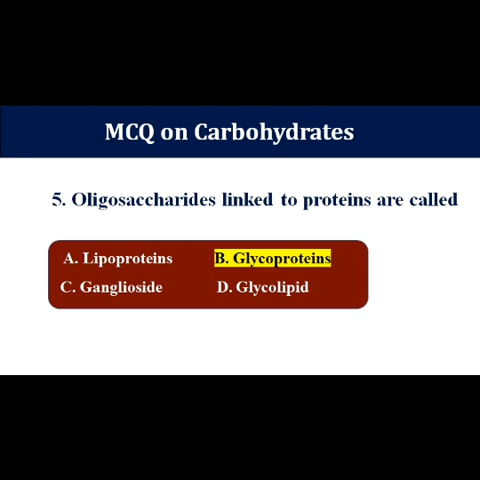 MCQ on Carbohydrates
5. Oligosaccharides linked to proteins are called
A. Lipoproteins B. Glycoproteins
C. Ganglioside D. Glycolipid